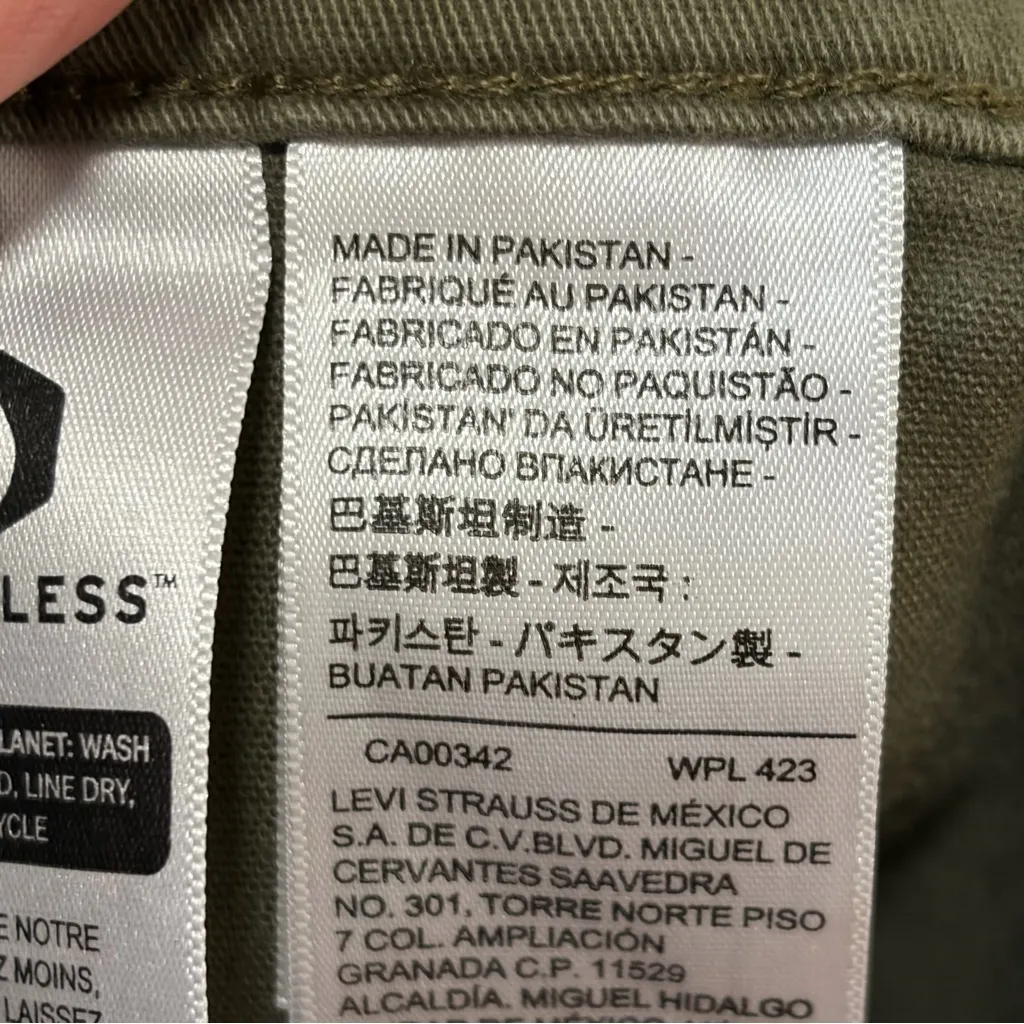 MADE IN PAKISTAN -
FABRIQUÉ AU PAKISTAN -
FABRICADO EN PAKISTÁN -
FABRICADO NO PAQUISTÃO -
PAKİSTAN' DA ÜRETİLMİŞTİR -
СДЕЛАНО ВПАКИСТАНЕ -
巴基斯坦制造 -
巴基斯坦製 - 제조국 :
파키스탄 - パキスタン製 -
BUATAN PAKISTAN
CA00342 WPL 423
LEVI STRAUSS DE MÉXICO
S.A. DE C.V.BLVD. MIGUEL DE
CERVANTES SAAVEDRA
NO. 301, TORRE NORTE PISO
7 COL. AMPLIACIÓN
GRANADA C.P. 11529
ALCALDÍA. MIGUEL HIDALGO
LESS™
LANET: WASH
D, LINE DRY,
YCLE
E NOTRE
Z MOINS,
LAISSEZ